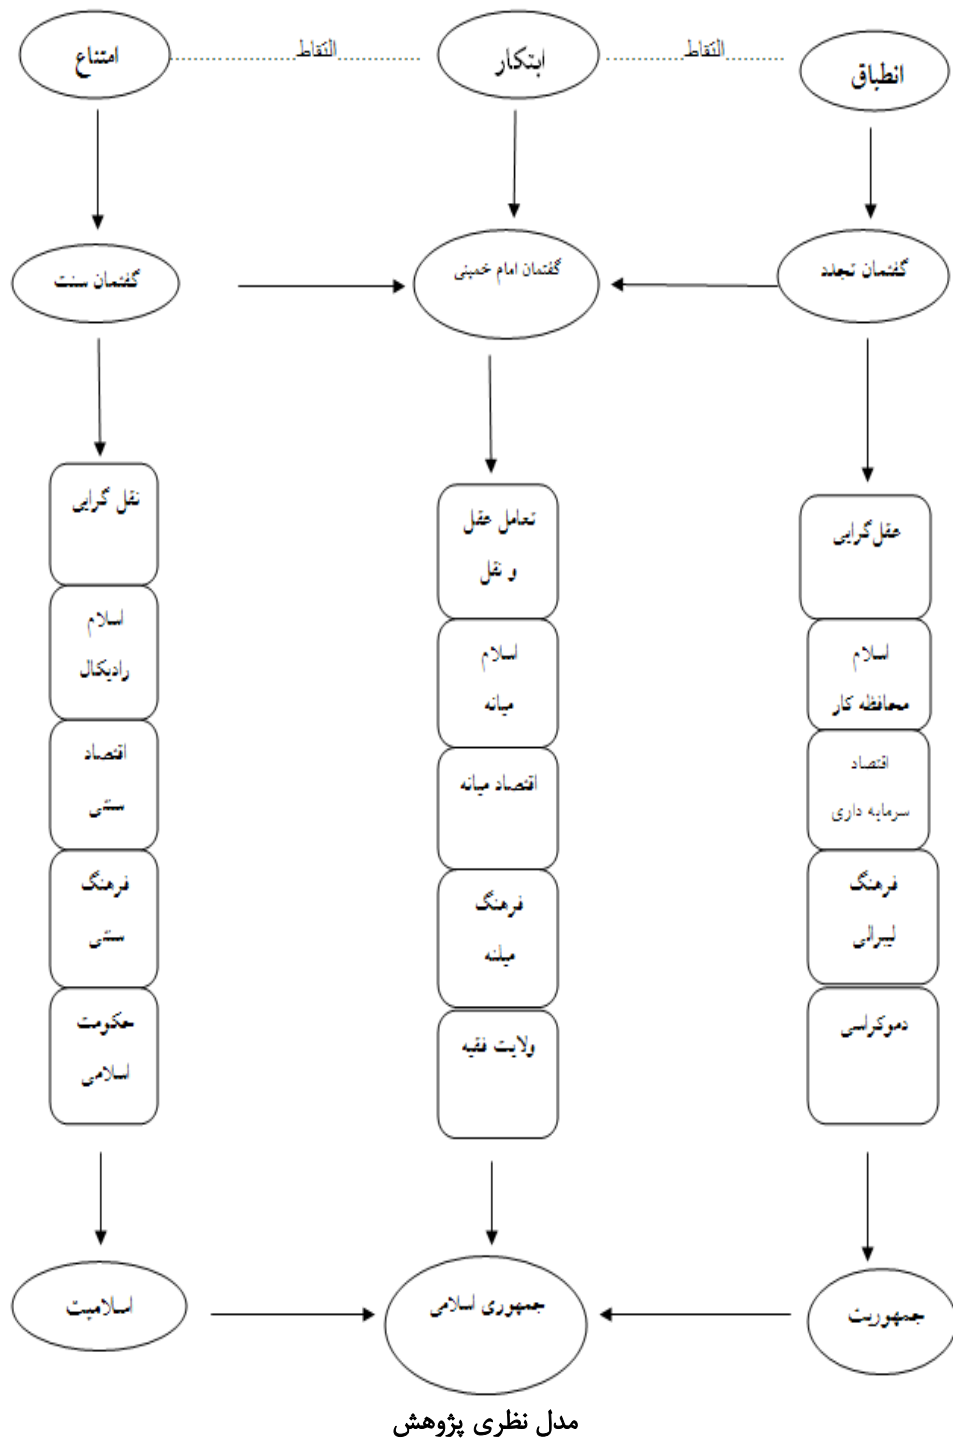 انطباق
التقاط
ابتکار
التقاط
امتناع
گفتمان تجدد
گفتمان امام خمینی
گفتمان سنت
عقل‌گرایی
اسلام
محافظه کار
اقتصاد
سرمایه داری
فرهنگ
لیبرالی
دموکراسی
جمهوریت
تعامل عقل
و نقل
اسلام
میانه
اقتصاد میانه
فرهنگ
میلنه
ولایت فقیه
جمهوری اسلامی
نقل گرایی
اسلام
رادیکال
اقتصاد
سنتی
فرهنگ
سنتی
حکومت
اسلامی
اسلامیت
مدل نظری پژوهش